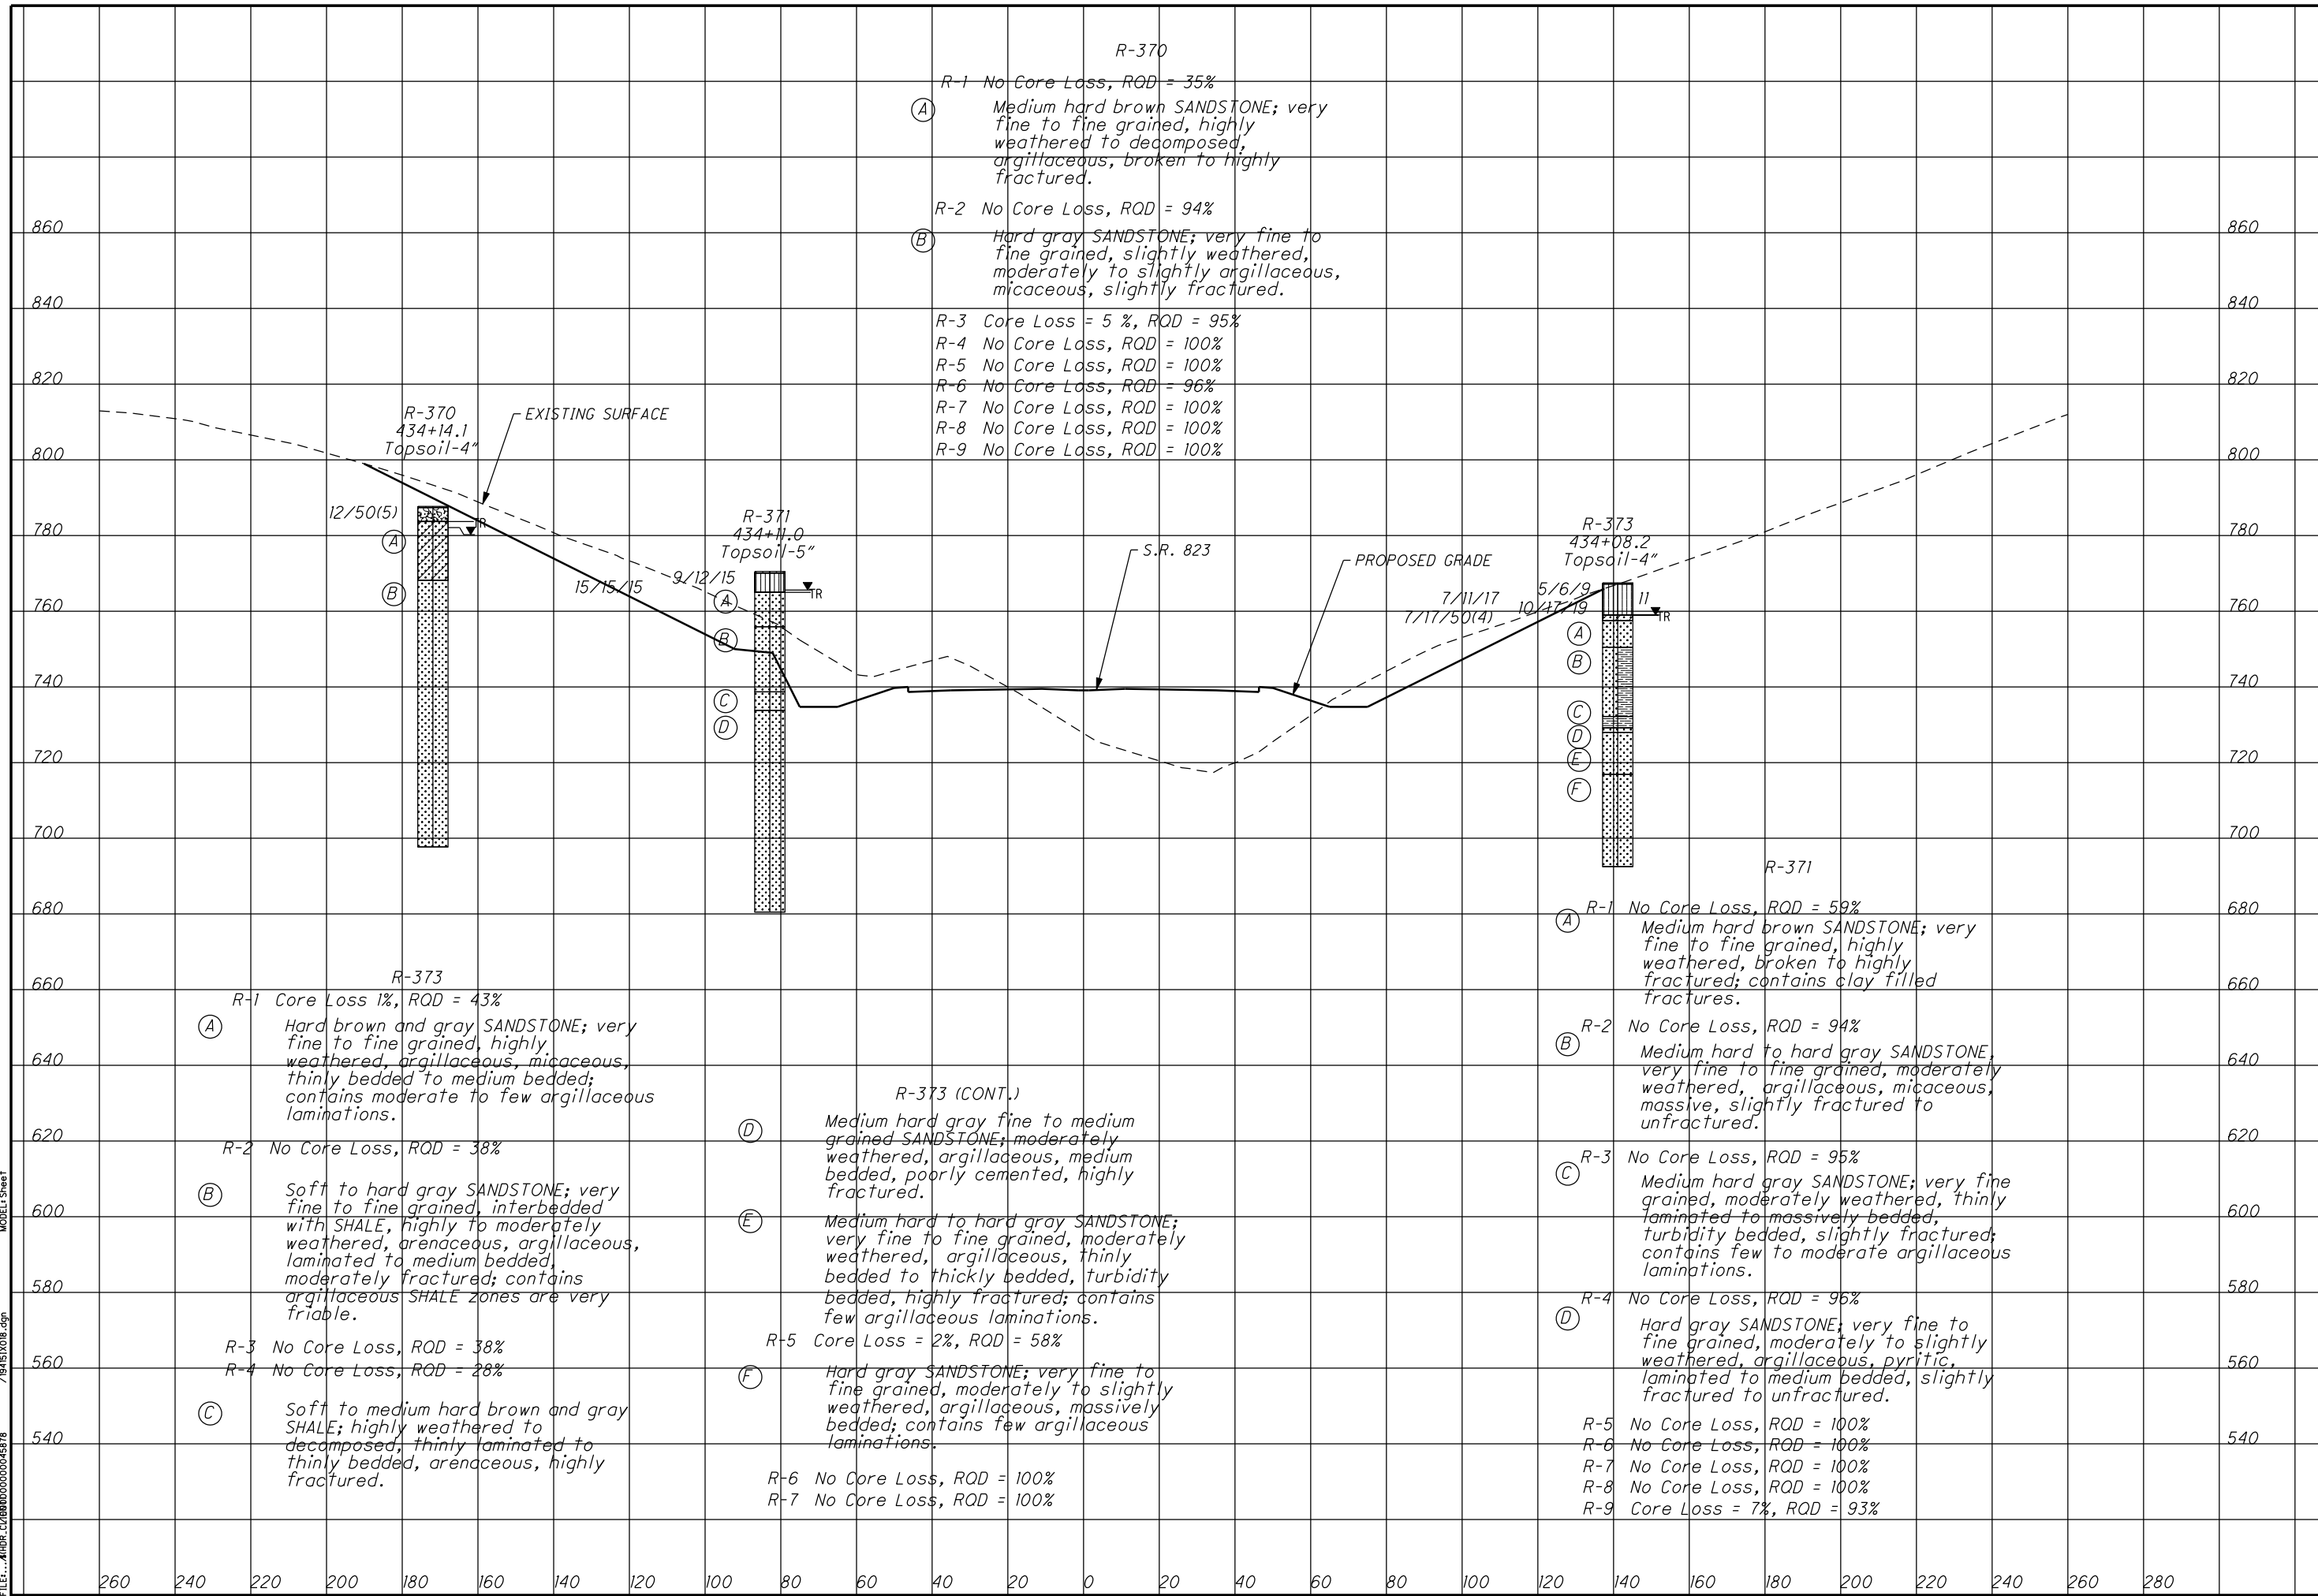 R-370
R-1 No Core Loss, RQD = 35%
A
Medium hard brown SANDSTONE; very
fine to fine grained, highly
weathered to decomposed,
argillaceous, broken to highly
fractured.
R-2 No Core Loss, RQD = 94%
B
Hard gray SANDSTONE; very fine to
fine grained, slightly weathered,
moderately to slightly argillaceous,
micaceous, slightly fractured.
R-3 Core Loss = 5 %, RQD = 95%
R-4 No Core Loss, RQD = 100%
R-5 No Core Loss, RQD = 100%
R-6 No Core Loss, RQD = 96%
R-7 No Core Loss, RQD = 100%
R-8 No Core Loss, RQD = 100%
R-9 No Core Loss, RQD = 100%
860 860
840 840
820 820
800 800
780 780
760 760
740 740
720 720
700 700
680 680
660 660
640 640
620 620
600 600
580 580
560 560
540 540
R-370
434+14.1
Topsoil-4"
EXISTING SURFACE
12/50(5)
TR
A
B
R-371
434+11.0
Topsoil-5"
9/12/15
15/15/15
TR
A
B
C
D
S.R. 823
PROPOSED GRADE
R-373
434+08.2
Topsoil-4"
5/6/9
7/11/17
10/17/19
7/17/50(4)
11
TR
A
B
C
D
E
F
R-371
R-1 No Core Loss, RQD = 59%
A
Medium hard brown SANDSTONE; very
fine to fine grained, highly
weathered, broken to highly
fractured; contains clay filled
fractures.
R-2 No Core Loss, RQD = 94%
B
Medium hard to hard gray SANDSTONE,
very fine to fine grained, moderately
weathered, argillaceous, micaceous,
massive, slightly fractured to
unfractured.
R-3 No Core Loss, RQD = 95%
C
Medium hard gray SANDSTONE; very fine
grained, moderately weathered, thinly
laminated to massively bedded,
turbidity bedded, slightly fractured;
contains few to moderate argillaceous
laminations.
R-4 No Core Loss, RQD = 96%
D
Hard gray SANDSTONE; very fine to
fine grained, moderately to slightly
weathered, argillaceous, pyritic,
laminated to medium bedded, slightly
fractured to unfractured.
R-5 No Core Loss, RQD = 100%
R-6 No Core Loss, RQD = 100%
R-7 No Core Loss, RQD = 100%
R-8 No Core Loss, RQD = 100%
R-9 Core Loss = 7%, RQD = 93%
R-373
R-1 Core Loss 1%, RQD = 43%
A
Hard brown and gray SANDSTONE; very
fine to fine grained, highly
weathered, argillaceous, micaceous,
thinly bedded to medium bedded;
contains moderate to few argillaceous
laminations.
R-2 No Core Loss, RQD = 38%
B
Soft to hard gray SANDSTONE; very
fine to fine grained, interbedded
with SHALE, highly to moderately
weathered, arenaceous, argillaceous,
laminated to medium bedded,
moderately fractured; contains
argillaceous SHALE zones are very
friable.
R-3 No Core Loss, RQD = 38%
R-4 No Core Loss, RQD = 28%
C
Soft to medium hard brown and gray
SHALE; highly weathered to
decomposed, thinly laminated to
thinly bedded, arenaceous, highly
fractured.
R-373 (CONT.)
D
Medium hard gray fine to medium
grained SANDSTONE; moderately
weathered, argillaceous, medium
bedded, poorly cemented, highly
fractured.
E
Medium hard to hard gray SANDSTONE;
very fine to fine grained, moderately
weathered, argillaceous, thinly
bedded to thickly bedded, turbidity
bedded, highly fractured; contains
few argillaceous laminations.
R-5 Core Loss = 2%, RQD = 58%
F
Hard gray SANDSTONE; very fine to
fine grained, moderately to slightly
weathered, argillaceous, massively
bedded; contains few argillaceous
laminations.
R-6 No Core Loss, RQD = 100%
R-7 No Core Loss, RQD = 100%
260 240 220 200 180 160 140 120 100 80 60 40 20 0 20 40 60 80 100 120 140 160 180 200 220 240 260 280
MODEL: Sheet